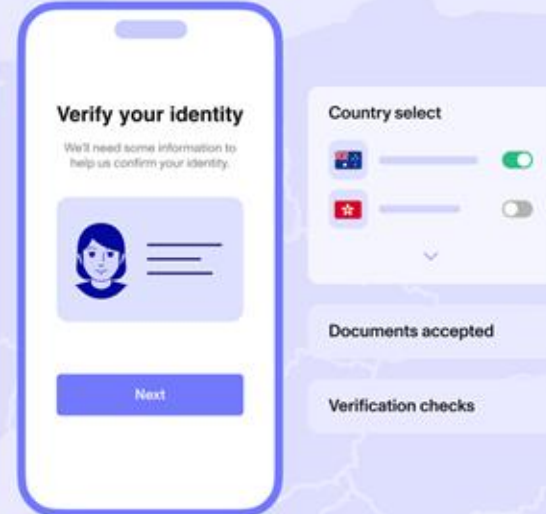 Verify your identity
We'll need some information to
help us confirm your identity.
Next
Country select
Documents accepted
Verification checks